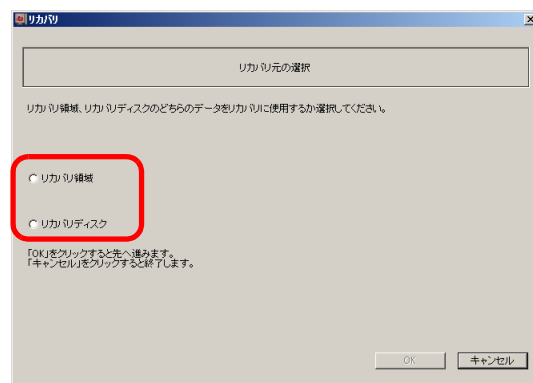 リカバリ
リカバリ元の選択
リカバリ領域、リカバリディスクのどちらのデータをリカバリに使用するか選択してください。
リカバリ領域
リカバリディスク
「OK」をクリックすると先へ進みます。
「キャンセル」をクリックすると終了します。
OK
キャンセル